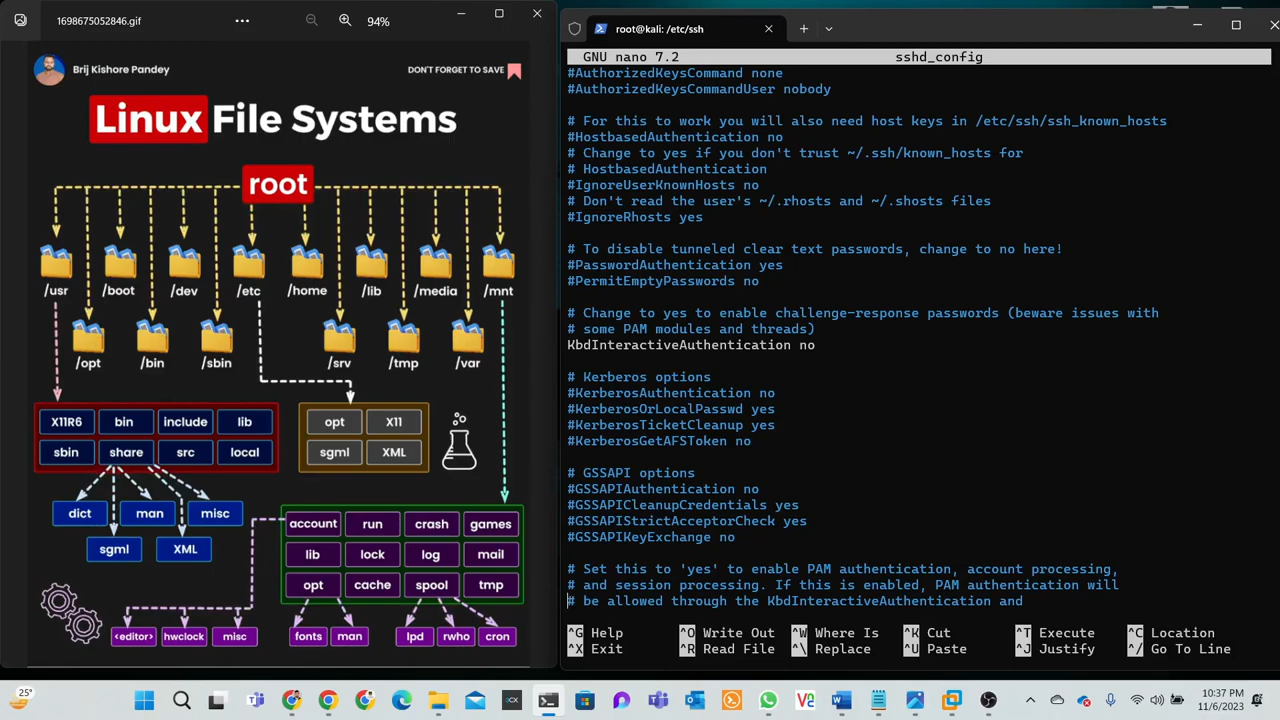 1698675052846.gif
94%
Brij Kishore Pandey
DON'T FORGET TO SAVE
Linux File Systems
root
/usr /boot /dev /etc /home /lib /media /mnt
/opt /bin /sbin /srv /tmp /var
X11R6 bin include lib
sbin share src local
opt X11
sgml XML
dict man misc
sgml XML
account run crash games
lib lock log mail
opt cache spool tmp
<editor> hwclock misc fonts man lpd rwho cron
root@kali: /etc/ssh
GNU nano 7.2 sshd_config
#AuthorizedKeysCommand none
#AuthorizedKeysCommandUser nobody
# For this to work you will also need host keys in /etc/ssh/ssh_known_hosts
#HostbasedAuthentication no
# Change to yes if you don't trust ~/.ssh/known_hosts for
# HostbasedAuthentication
#IgnoreUserKnownHosts no
# Don't read the user's ~/.rhosts and ~/.shosts files
#IgnoreRhosts yes
# To disable tunneled clear text passwords, change to no here!
#PasswordAuthentication yes
#PermitEmptyPasswords no
# Change to yes to enable challenge-response passwords (beware issues with
# some PAM modules and threads)
KbdInteractiveAuthentication no
# Kerberos options
#KerberosAuthentication no
#KerberosOrLocalPasswd yes
#KerberosTicketCleanup yes
#KerberosGetAFSToken no
# GSSAPI options
#GSSAPIAuthentication no
#GSSAPICleanupCredentials yes
#GSSAPIStrictAcceptorCheck yes
#GSSAPIKeyExchange no
# Set this to 'yes' to enable PAM authentication, account processing,
# and session processing. If this is enabled, PAM authentication will
# be allowed through the KbdInteractiveAuthentication and
^G Help ^O Write Out ^W Where Is ^K Cut ^T Execute ^C Location
^X Exit ^R Read File ^\ Replace ^U Paste ^J Justify ^/ Go To Line
25°
10:37 PM
11/6/2023